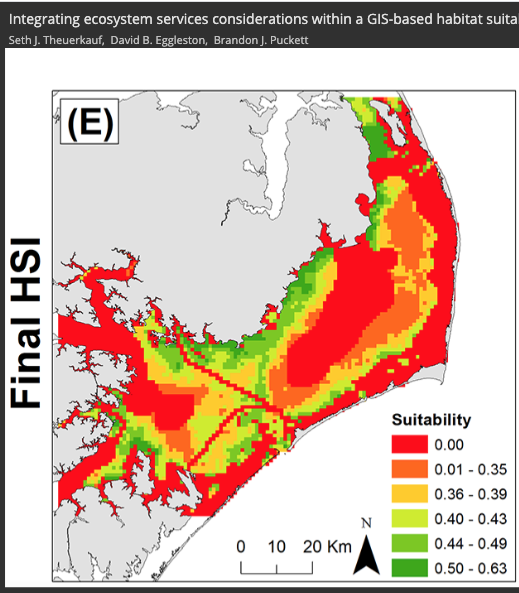 Integrating ecosystem services considerations within a GIS-based habitat suita
Seth J. Theuerkauf, David B. Eggleston, Brandon J. Puckett
(E)
Final HSI
Suitability
0.00
0.01 - 0.35
0.36 - 0.39
0.40 - 0.43
0.44 - 0.49
0.50 - 0.63
N
0 10 20 Km